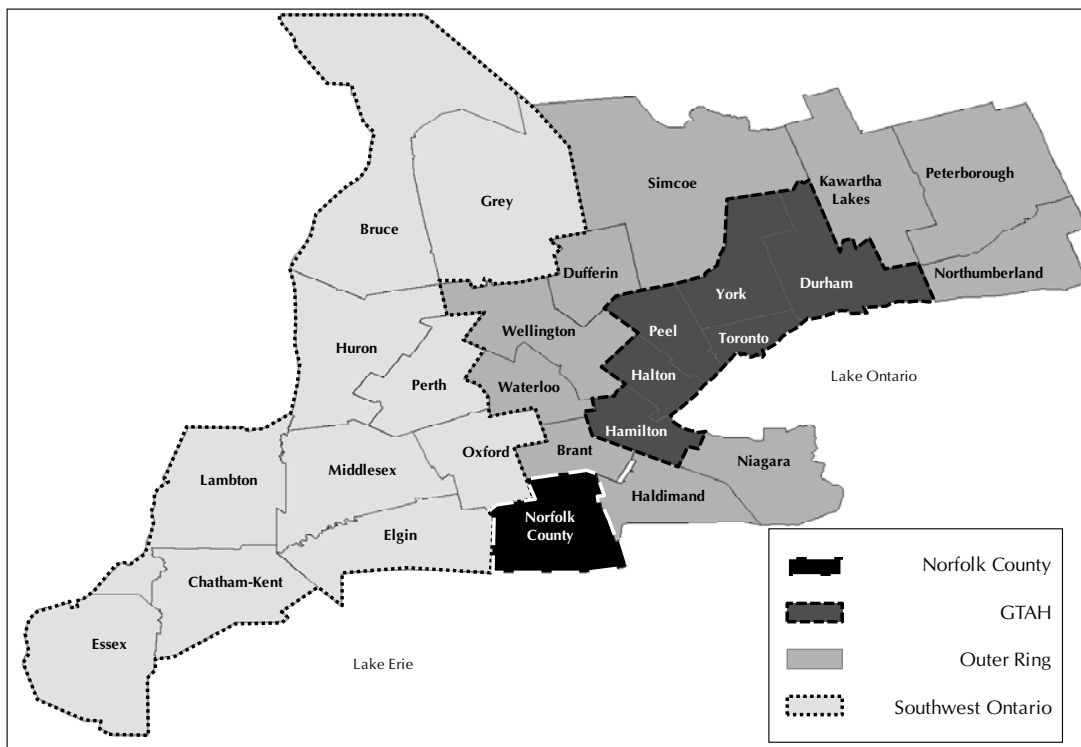 Simcoe
Kawartha
Lakes
Peterborough
Grey
Bruce
Dufferin
Northumberland
Durham
York
Wellington
Peel
Toronto
Huron
Halton
Lake Ontario
Perth
Waterloo
Hamilton
Oxford
Brant
Niagara
Middlesex
Lambton
Haldimand
Norfolk
County
Elgin
Chatham-Kent
Essex
Lake Erie
Norfolk County
GTAH
Outer Ring
Southwest Ontario